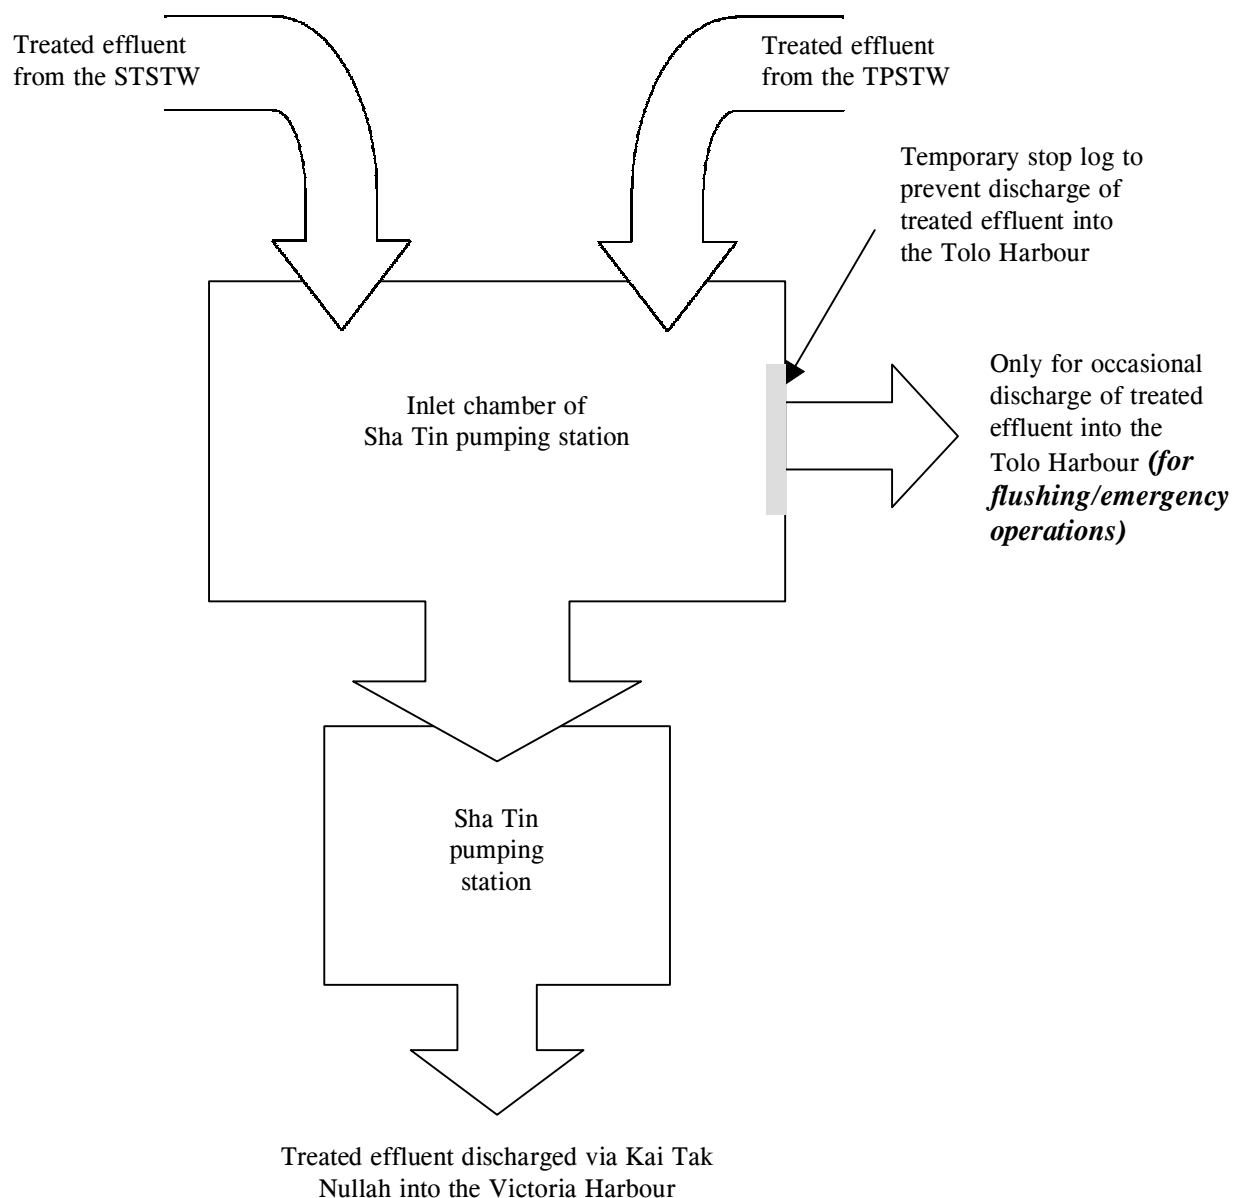 Treated effluent
from the STSTW
Treated effluent
from the TPSTW
Temporary stop log to
prevent discharge of
treated effluent into
the Tolo Harbour
Only for occasional
discharge of treated
effluent into the
Tolo Harbour (for
flushing/emergency
operations)
Inlet chamber of
Sha Tin pumping station
Sha Tin
pumping
station
Treated effluent discharged via Kai Tak
Nullah into the Victoria Harbour